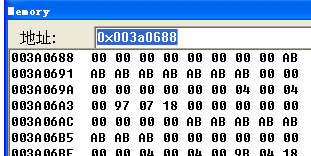 Memory
地址: 0x003a0688
003A0688 00 00 00 00 00 00 00 00 AB
003A0691 AB AB AB AB AB AB AB 00 00
003A069A 00 00 00 00 00 00 04 00 04
003A06A3 00 97 07 18 00 00 00 00 00
003A06AC 00 00 00 00 AB AB AB AB AB
003A06B5 AB AB AB 00 00 00 00 00 00
003A06BE 00 00 04 00 04 00 9B 04 18